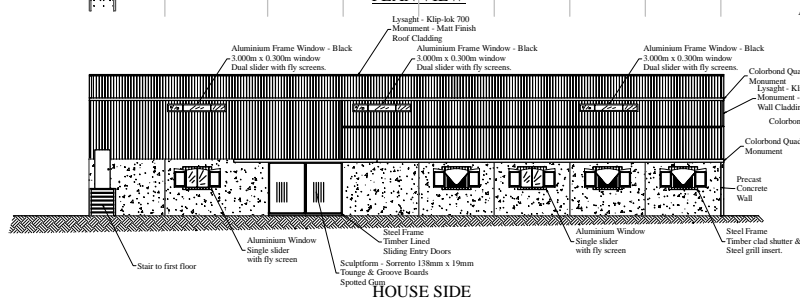 PLAN VIEW
Lysaght - Klip-lok 700
Monument - Matt Finish
Roof Cladding
Aluminium Frame Window - Black
3.000m x 0.300m window
Dual slider with fly screens.
Aluminium Frame Window - Black
3.000m x 0.300m window
Dual slider with fly screens.
Aluminium Frame Window - Black
3.000m x 0.300m window
Dual slider with fly screens.
Colorbond Qua
Monument
Lysaght - Kl
Monument -
Wall Claddin
Colorbon
Colorbond Quad
Monument
Precast
Concrete
Wall
Stair to first floor
Aluminium Window
Single slider
with fly screen
Steel Frame
Timber Lined
Sliding Entry Doors
Sculptform - Sorrento 138mm x 19mm
Tounge & Groove Boards
Spotted Gum
Aluminium Window
Single slider
with fly screen
Steel Frame
Timber clad shutter &
Steel grill insert.
HOUSE SIDE